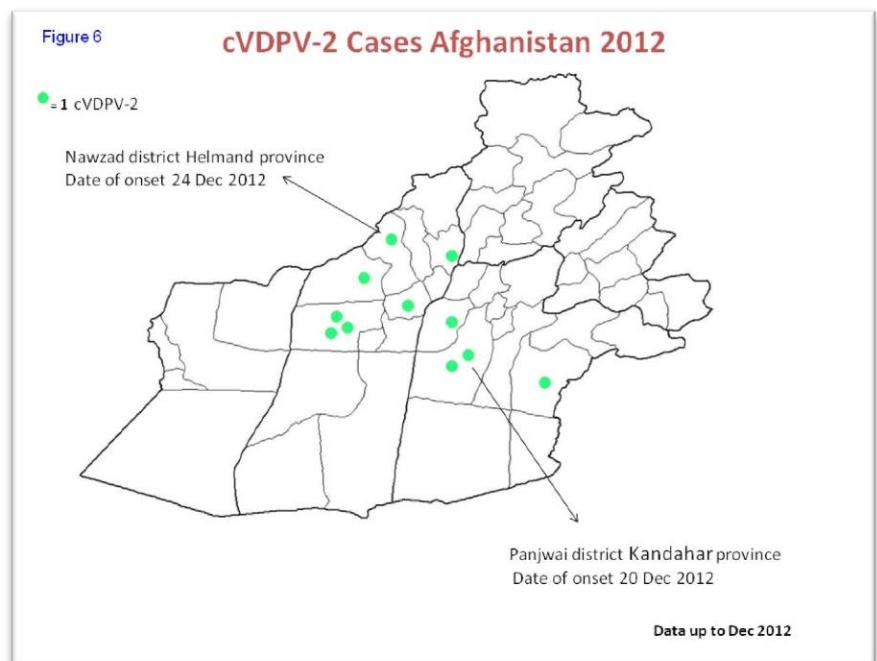 Figure 6
cVDPV-2 Cases Afghanistan 2012
= 1 cVDPV-2
Nawzad district Helmand province
Date of onset 24 Dec 2012
Panjwai district Kandahar province
Date of onset 20 Dec 2012
Data up to Dec 2012